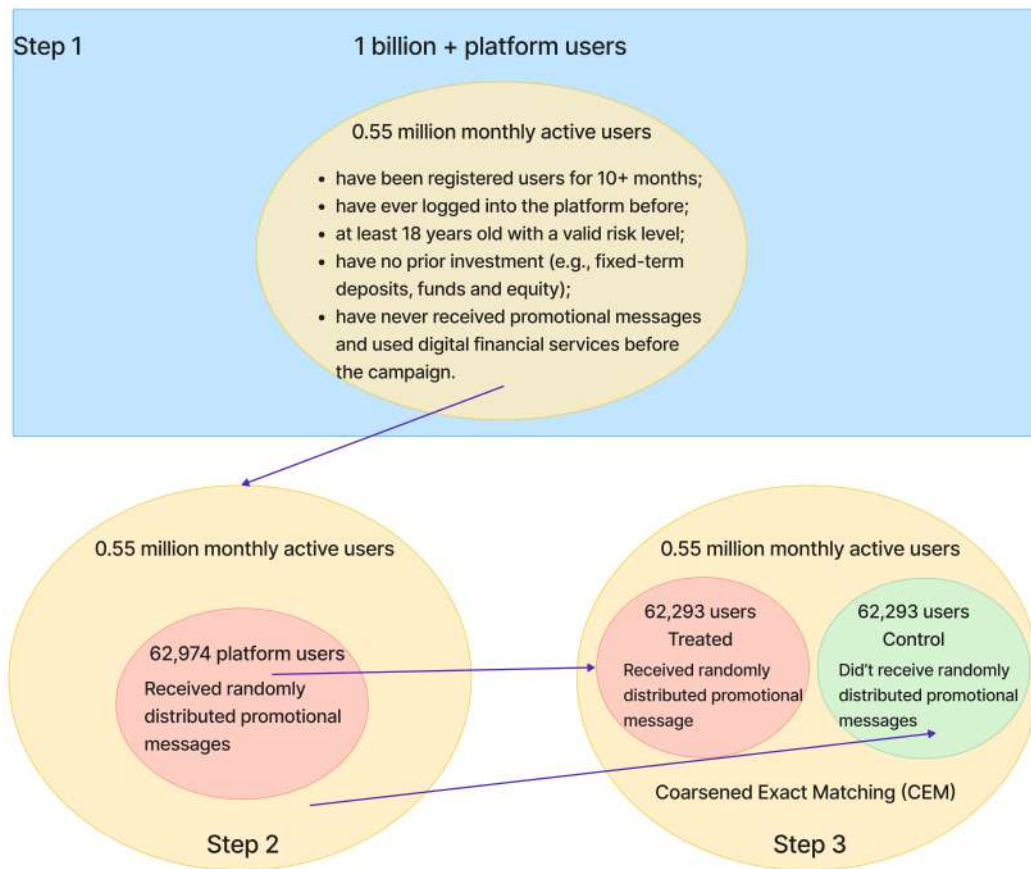 Step 1
1 billion + platform users
0.55 million monthly active users
• have been registered users for 10+ months;
• have ever logged into the platform before;
• at least 18 years old with a valid risk level;
• have no prior investment (e.g., fixed-term
deposits, funds and equity);
• have never received promotional messages
and used digital financial services before
the campaign.
0.55 million monthly active users
62,974 platform users
Received randomly
distributed promotional
messages
Step 2
0.55 million monthly active users
62,293 users
Treated
Received randomly
distributed promotional
message
62,293 users
Control
Did't receive randomly
distributed promotional
messages
Coarsened Exact Matching (CEM)
Step 3